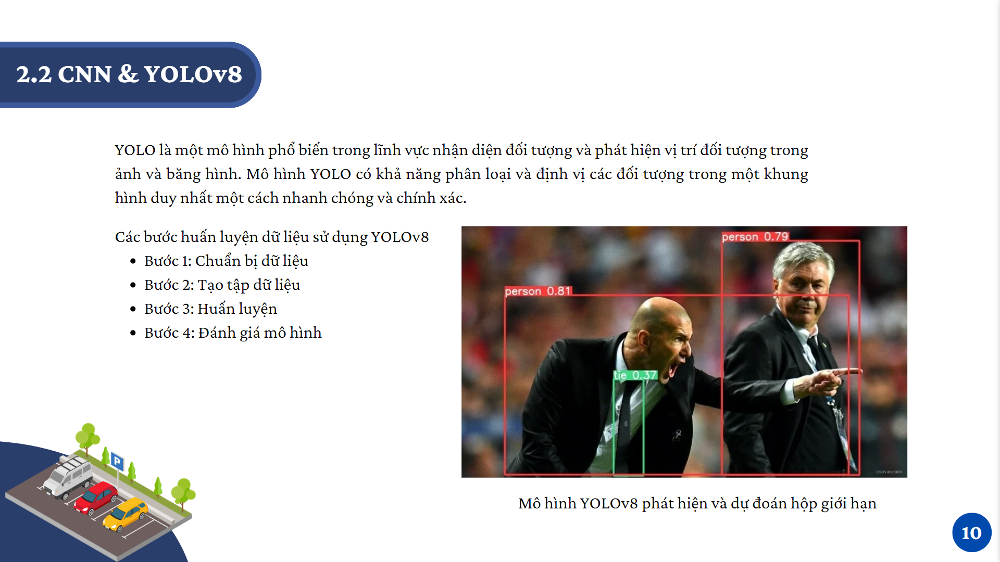 2.2 CNN & YOLOv8
YOLO là một mô hình phổ biến trong lĩnh vực nhận diện đối tượng và phát hiện vị trí đối tượng trong
ảnh và băng hình. Mô hình YOLO có khả năng phân loại và định vị các đối tượng trong một khung
hình duy nhất một cách nhanh chóng và chính xác.
Các bước huấn luyện dữ liệu sử dụng YOLOv8
• Bước 1: Chuẩn bị dữ liệu
• Bước 2: Tạo tập dữ liệu
• Bước 3: Huấn luyện
• Bước 4: Đánh giá mô hình
person 0.79
person 0.81
tie 0.37
CSDN @y1969
Mô hình YOLOv8 phát hiện và dự đoán hộp giới hạn
P
10